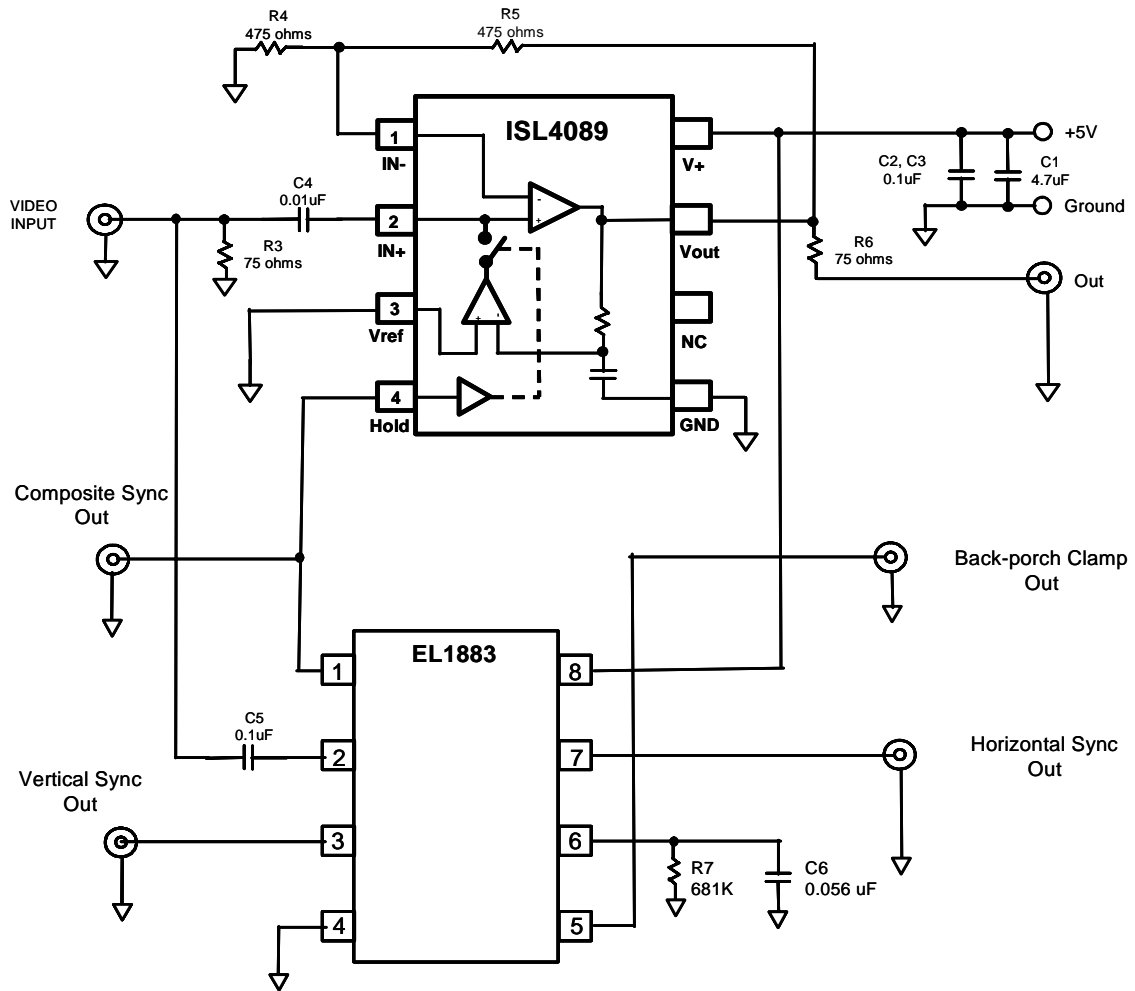 R4
475 ohms
R5
475 ohms
ISL4089
1
IN-
V+
+5V
C2, C3
0.1uF
C1
4.7uF
Ground
VIDEO
INPUT
C4
0.01uF
2
IN+
R3
75 ohms
-
+
Vout
R6
75 ohms
Out
3
Vref
+
-
NC
4
Hold
GND
Composite Sync
Out
Back-porch Clamp
Out
EL1883
1
8
C5
0.1uF
2
7
Horizontal Sync
Out
Vertical Sync
Out
3
6
R7
681K
C6
0.056 uF
4
5